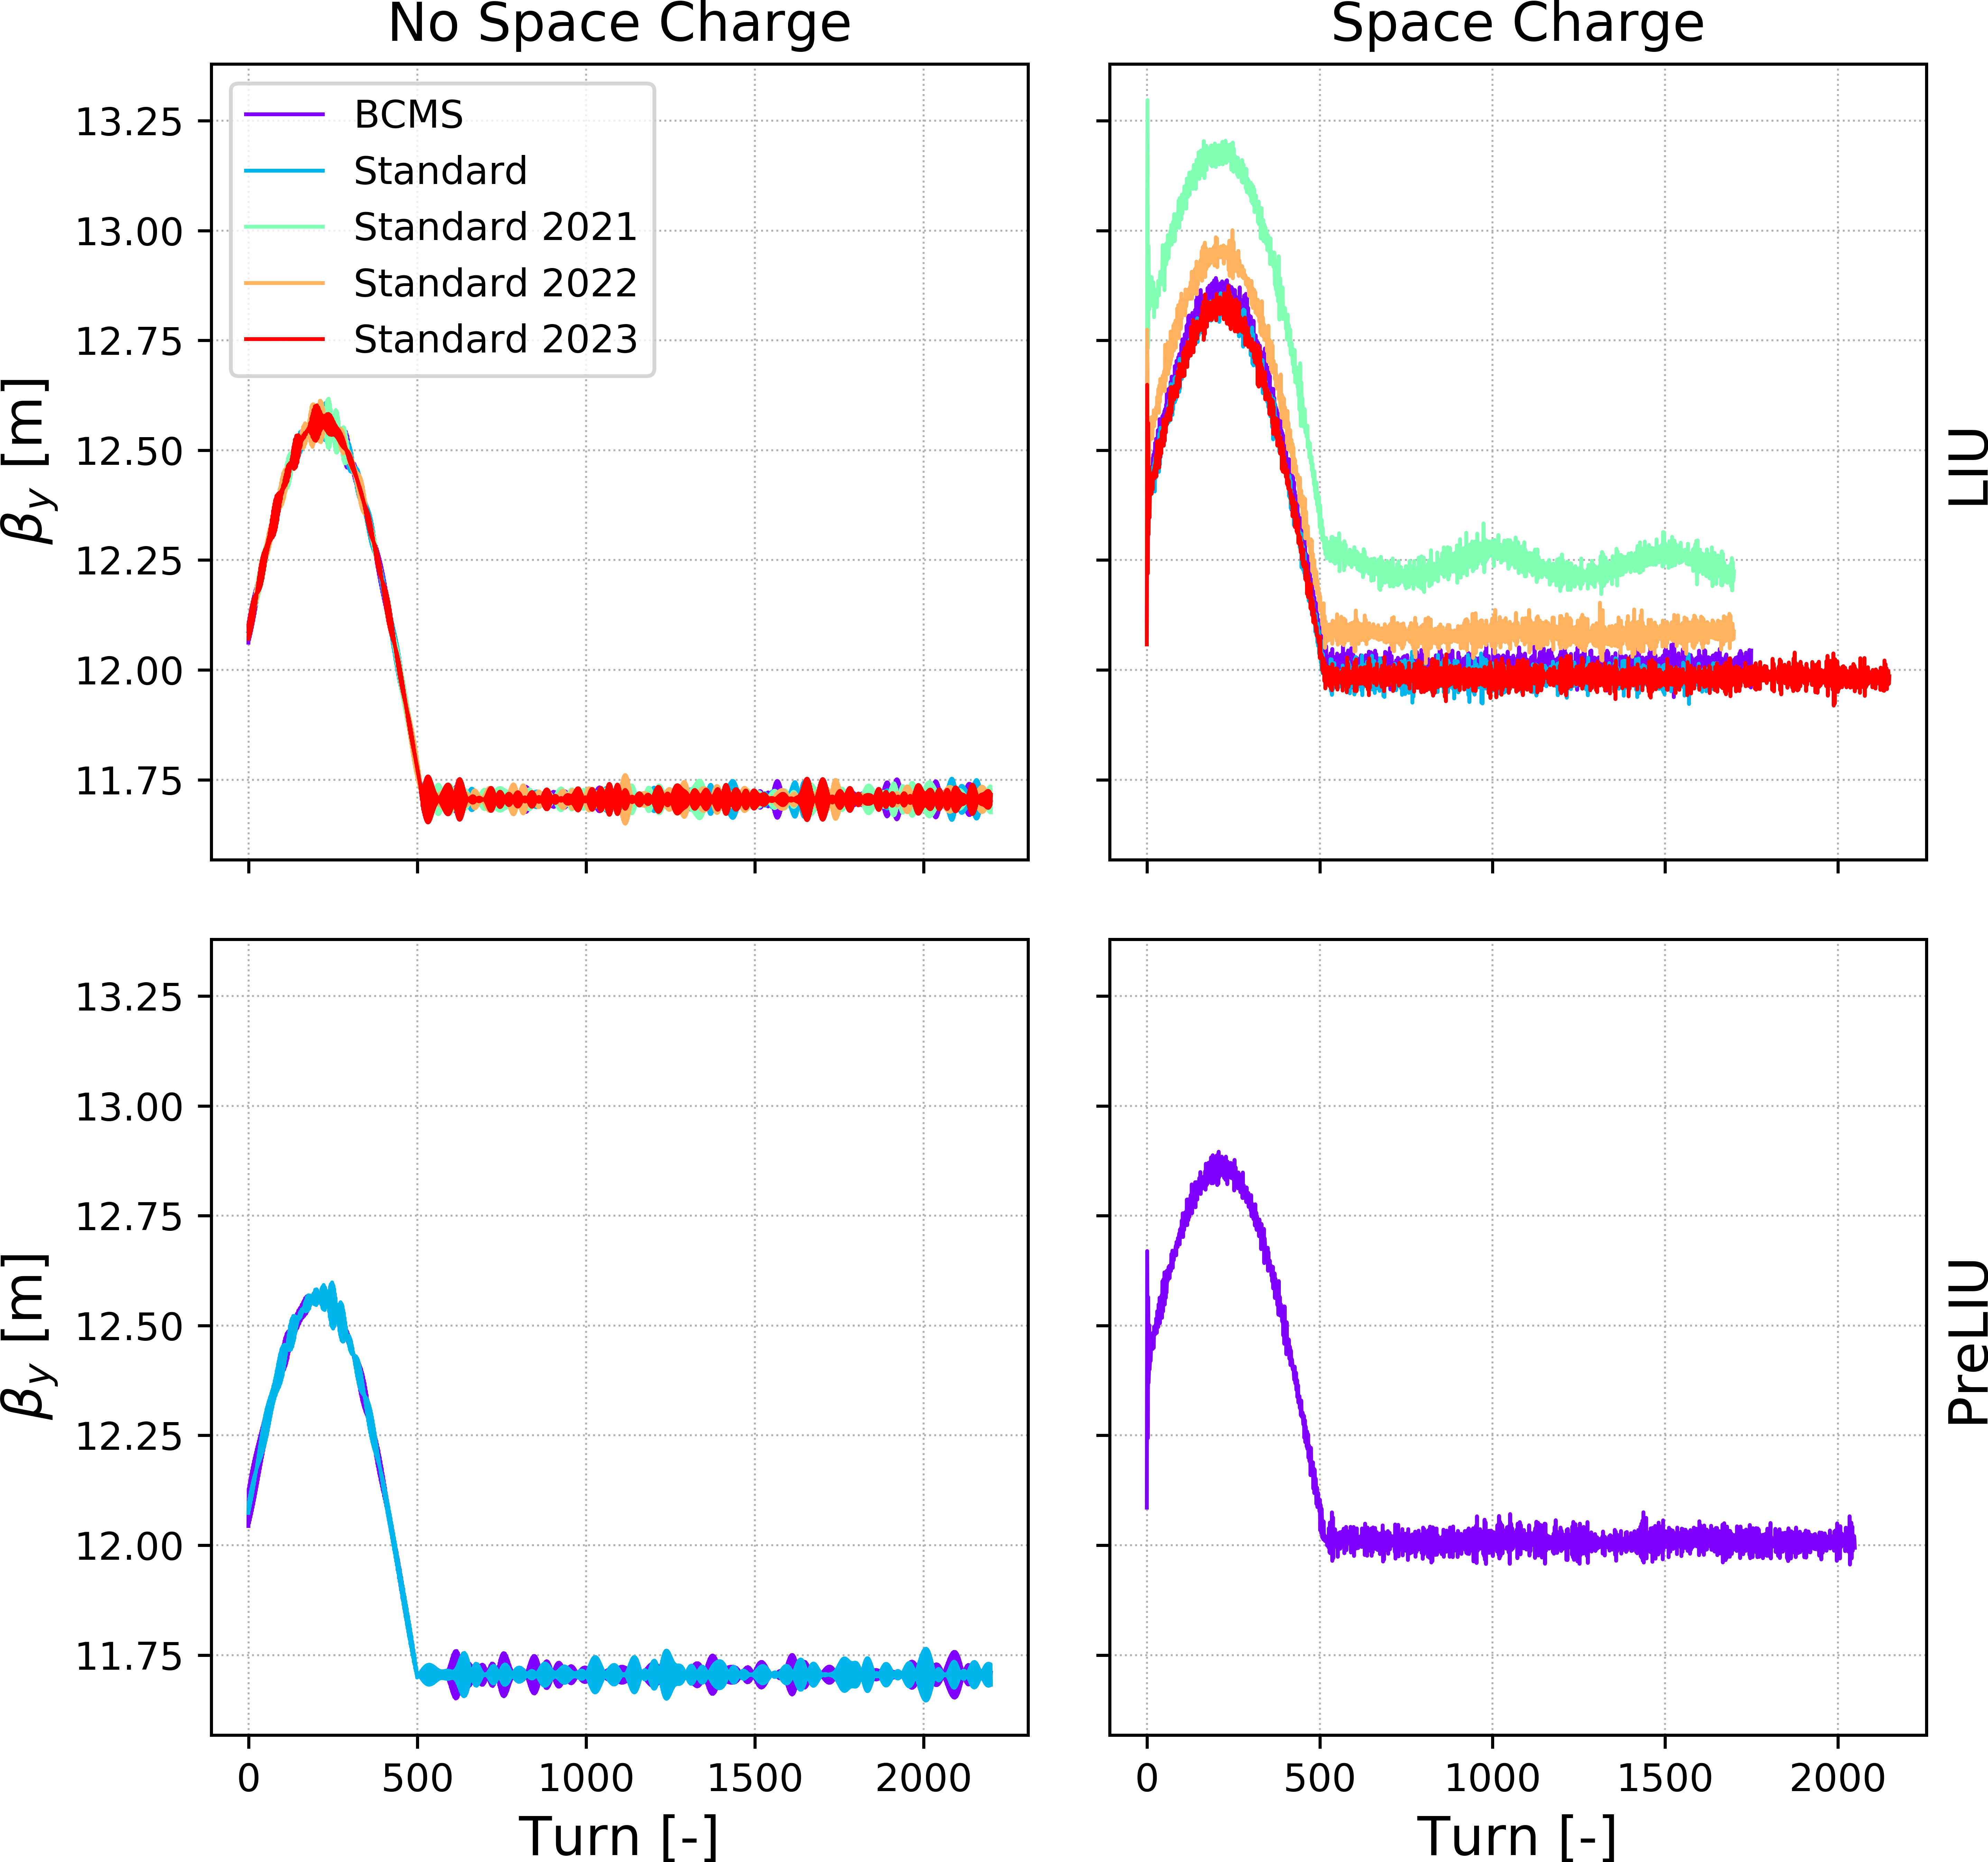 No Space Charge
Space Charge
13.25
13.00
12.75
12.50
12.25
12.00
11.75
β_y [m]
BCMS
Standard
Standard 2021
Standard 2022
Standard 2023
LIU
13.25
13.00
12.75
12.50
12.25
12.00
11.75
β_y [m]
PreLIU
0 500 1000 1500 2000
Turn [-]
0 500 1000 1500 2000
Turn [-]